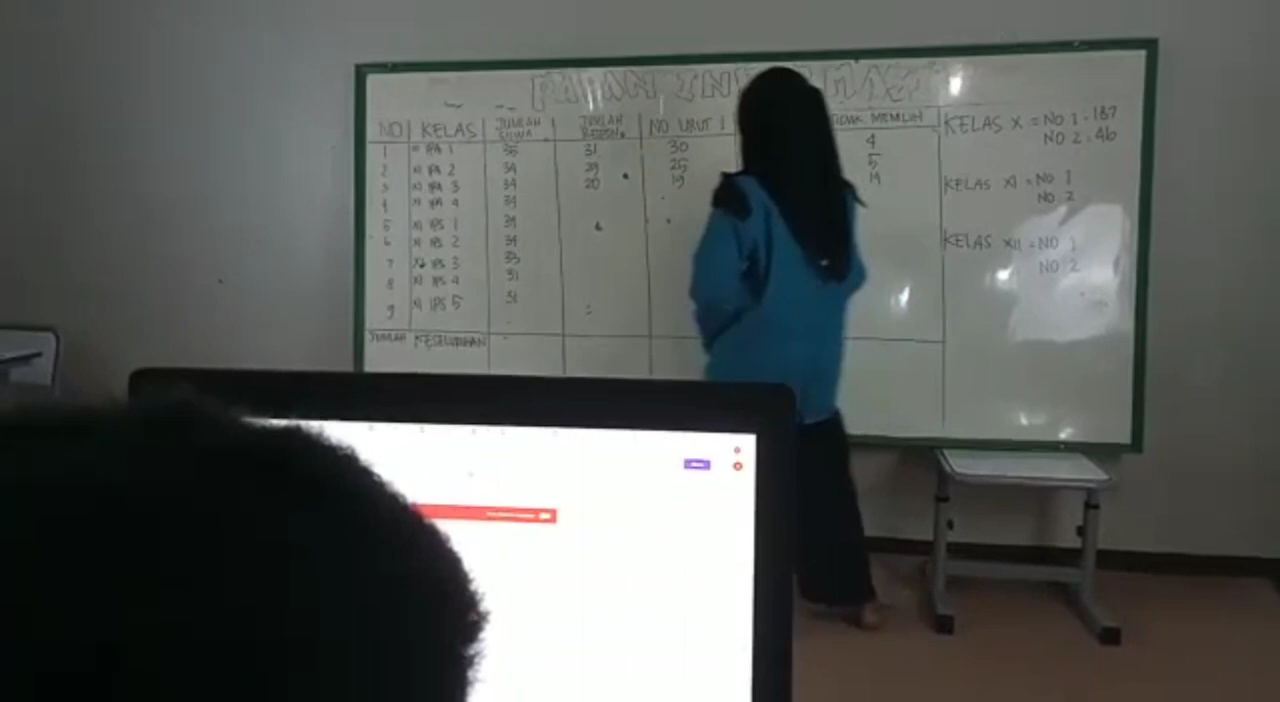 PAPAN
NO KELAS JUMLAH SISWA JUMLAH RESPON NO URUT 1 TIDAK MEMILIH
1 XI IPA 1 35 31 30 4
2 XI IPA 2 34 29 25 5
3 XI IPA 3 34 20 19 14
4 XI IPA 4 34
5 XI IPS 1 34
6 XI IPS 2 34
7 XI IPS 3 33
8 XI IPS 4 31
9 XI IPS 5 31
JUMLAH KESELURUHAN
KELAS X = NO 1 : 187
NO 2 : 46
KELAS XI = NO 1
NO 2
KELAS XII = NO 1
NO 2